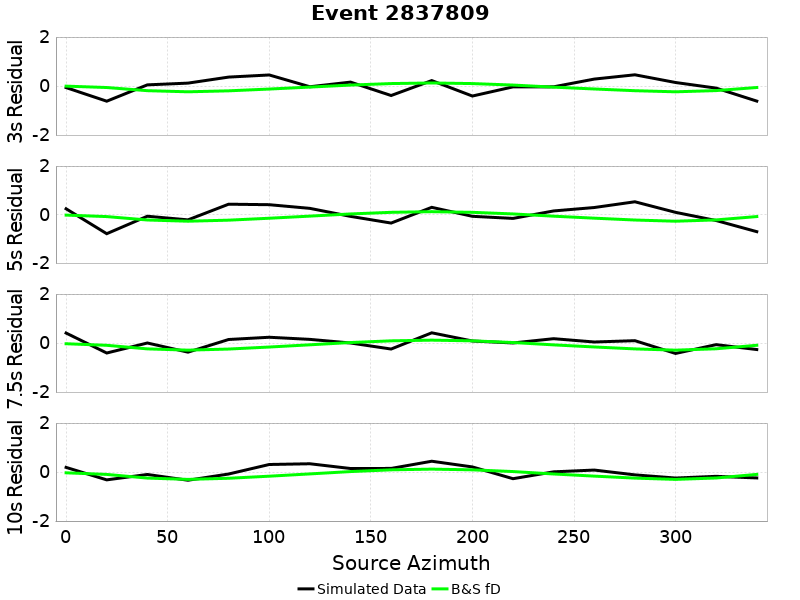 Event 2837809
3s Residual
2
0
-2
5s Residual
2
0
-2
7.5s Residual
2
0
-2
10s Residual
2
0
-2
0 50 100 150 200 250 300
Source Azimuth
Simulated Data B&S fD